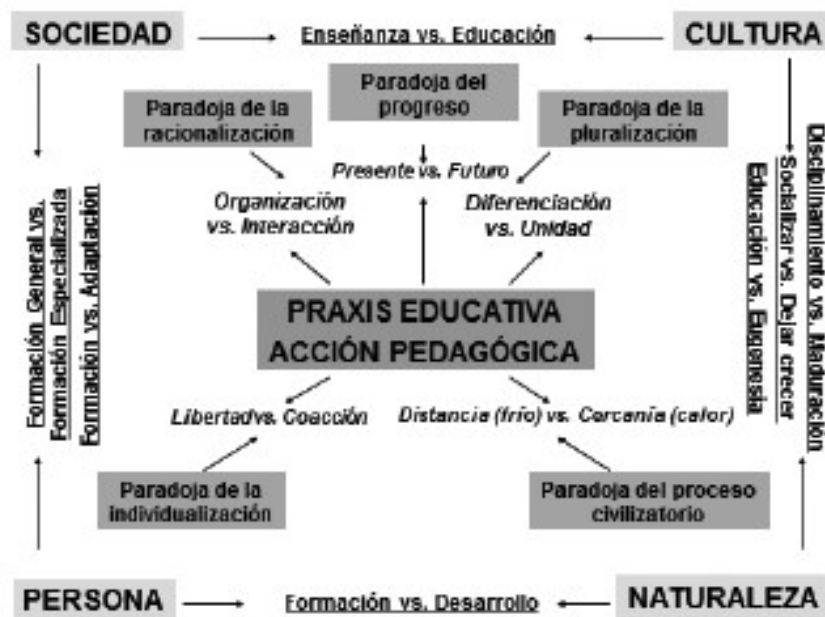 SOCIEDAD
Enseñanza vs. Educación
CULTURA
Paradoja de la
racionalización
Paradoja del
progreso
Paradoja de la
pluralización
Presente vs. Futuro
Organización
vs. Interacción
Diferenciación
vs. Unidad
Formación General vs.
Formación Especializada
Formación vs. Adaptación
Disciplinamiento vs. Maduración
Socializar vs. Dejar crecer
Educación vs. Eugenesia
PRAXIS EDUCATIVA
ACCIÓN PEDAGÓGICA
Libertad vs. Coacción
Distancia (frío) vs. Cercanía (calor)
Paradoja de la
individualización
Paradoja del proceso
civilizatorio
PERSONA
Formación vs. Desarrollo
NATURALEZA